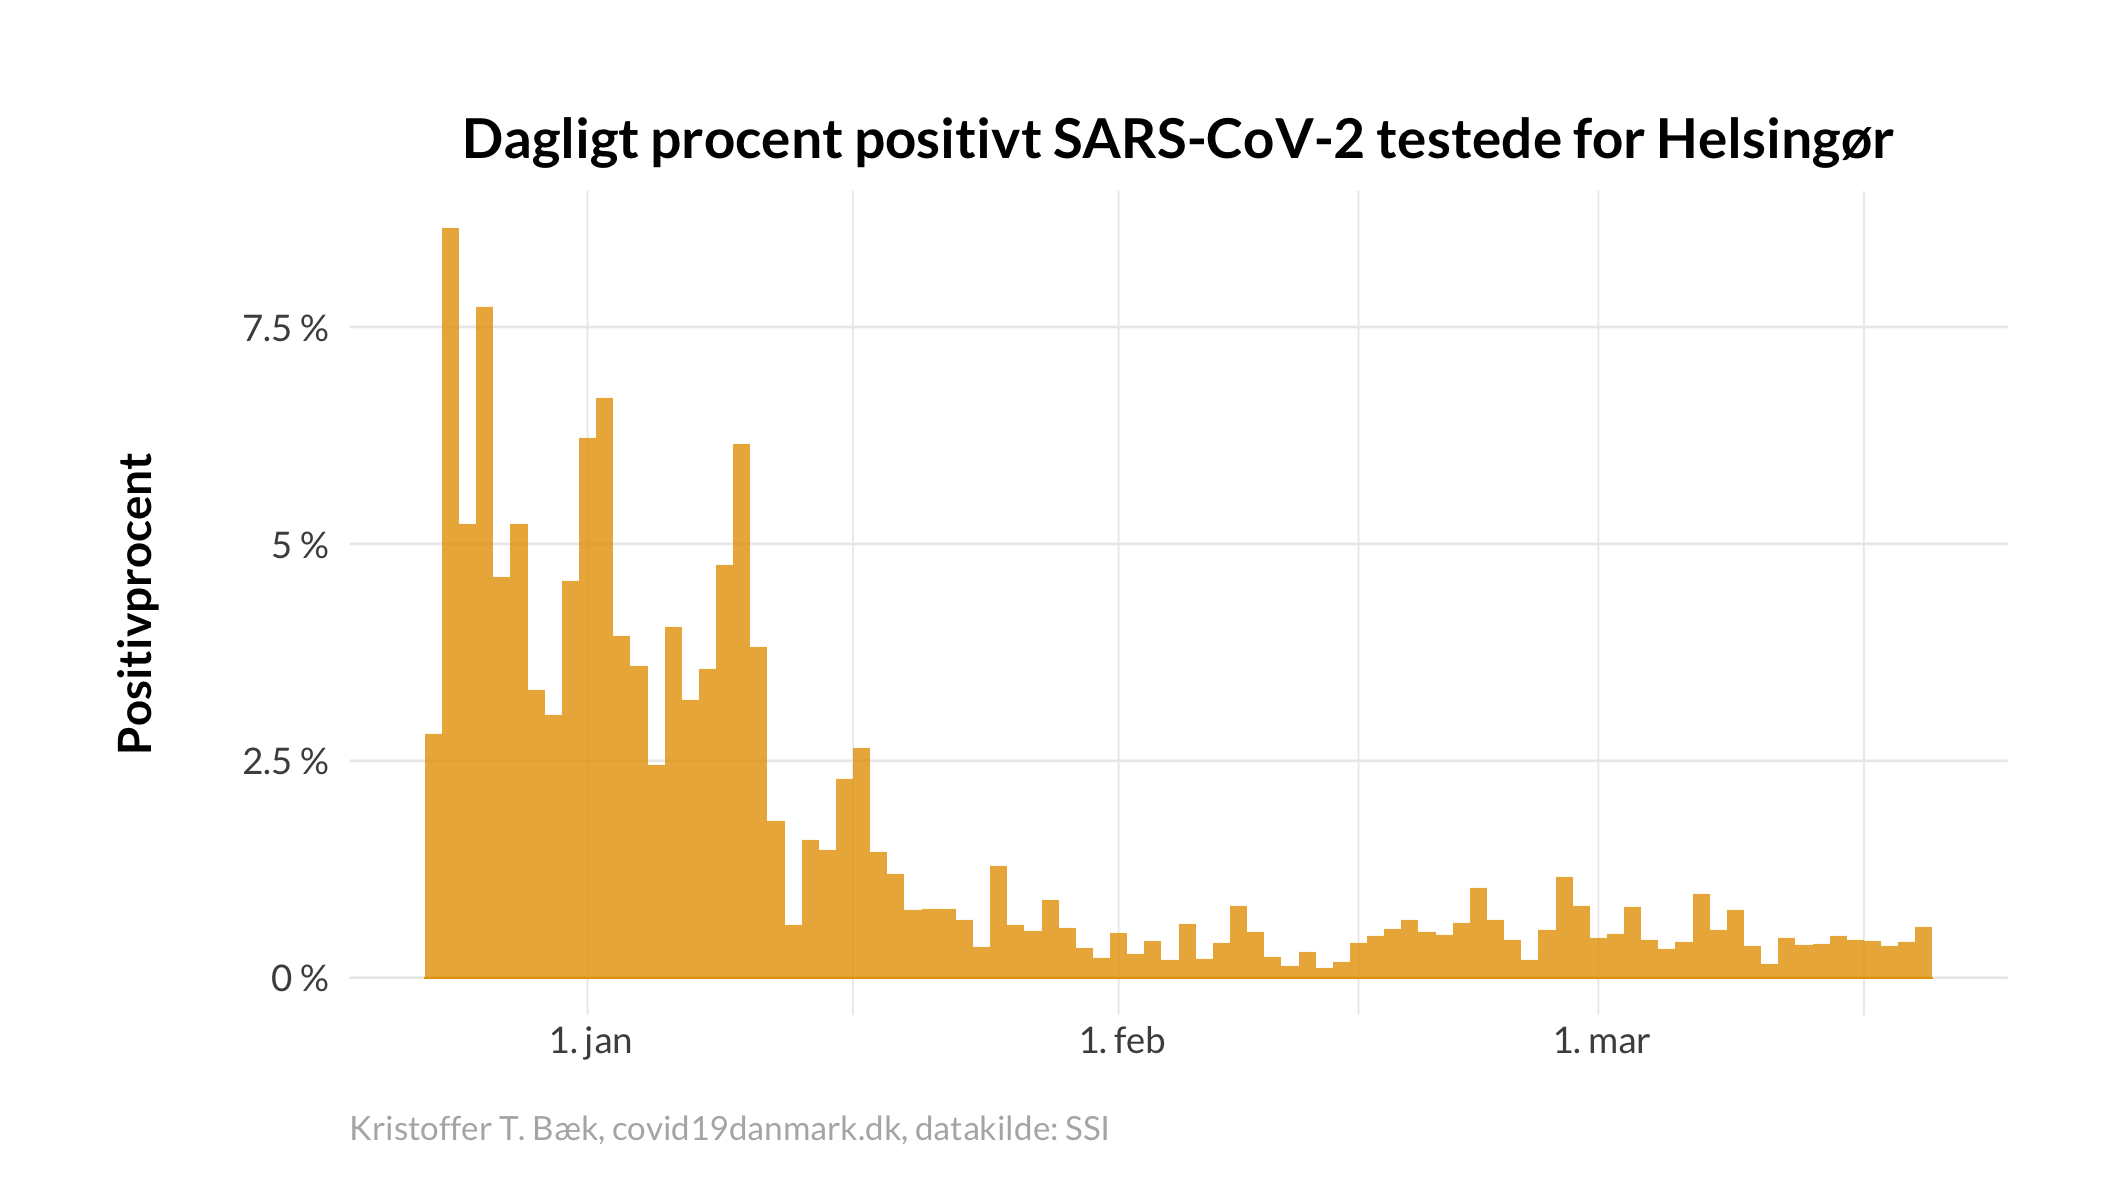 Dagligt procent positivt SARS-CoV-2 testede for Helsingør
Positivprocent
7.5 %
5 %
2.5 %
0 %
1. jan
1. feb
1. mar
Kristoffer T. Bæk, covid19danmark.dk, datakilde: SSI